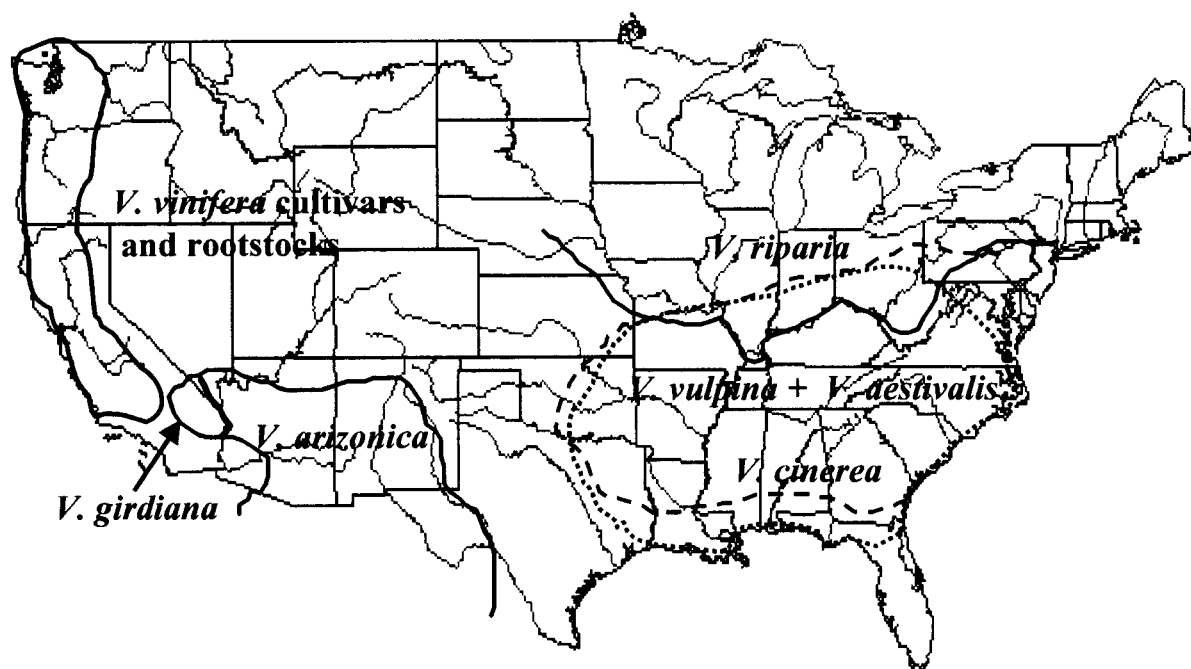 V. vinifera cultivars
and rootstocks
V. riparia
V. vulpina + V. aestivalis
V. arizonica
V. cinerea
V. girdiana